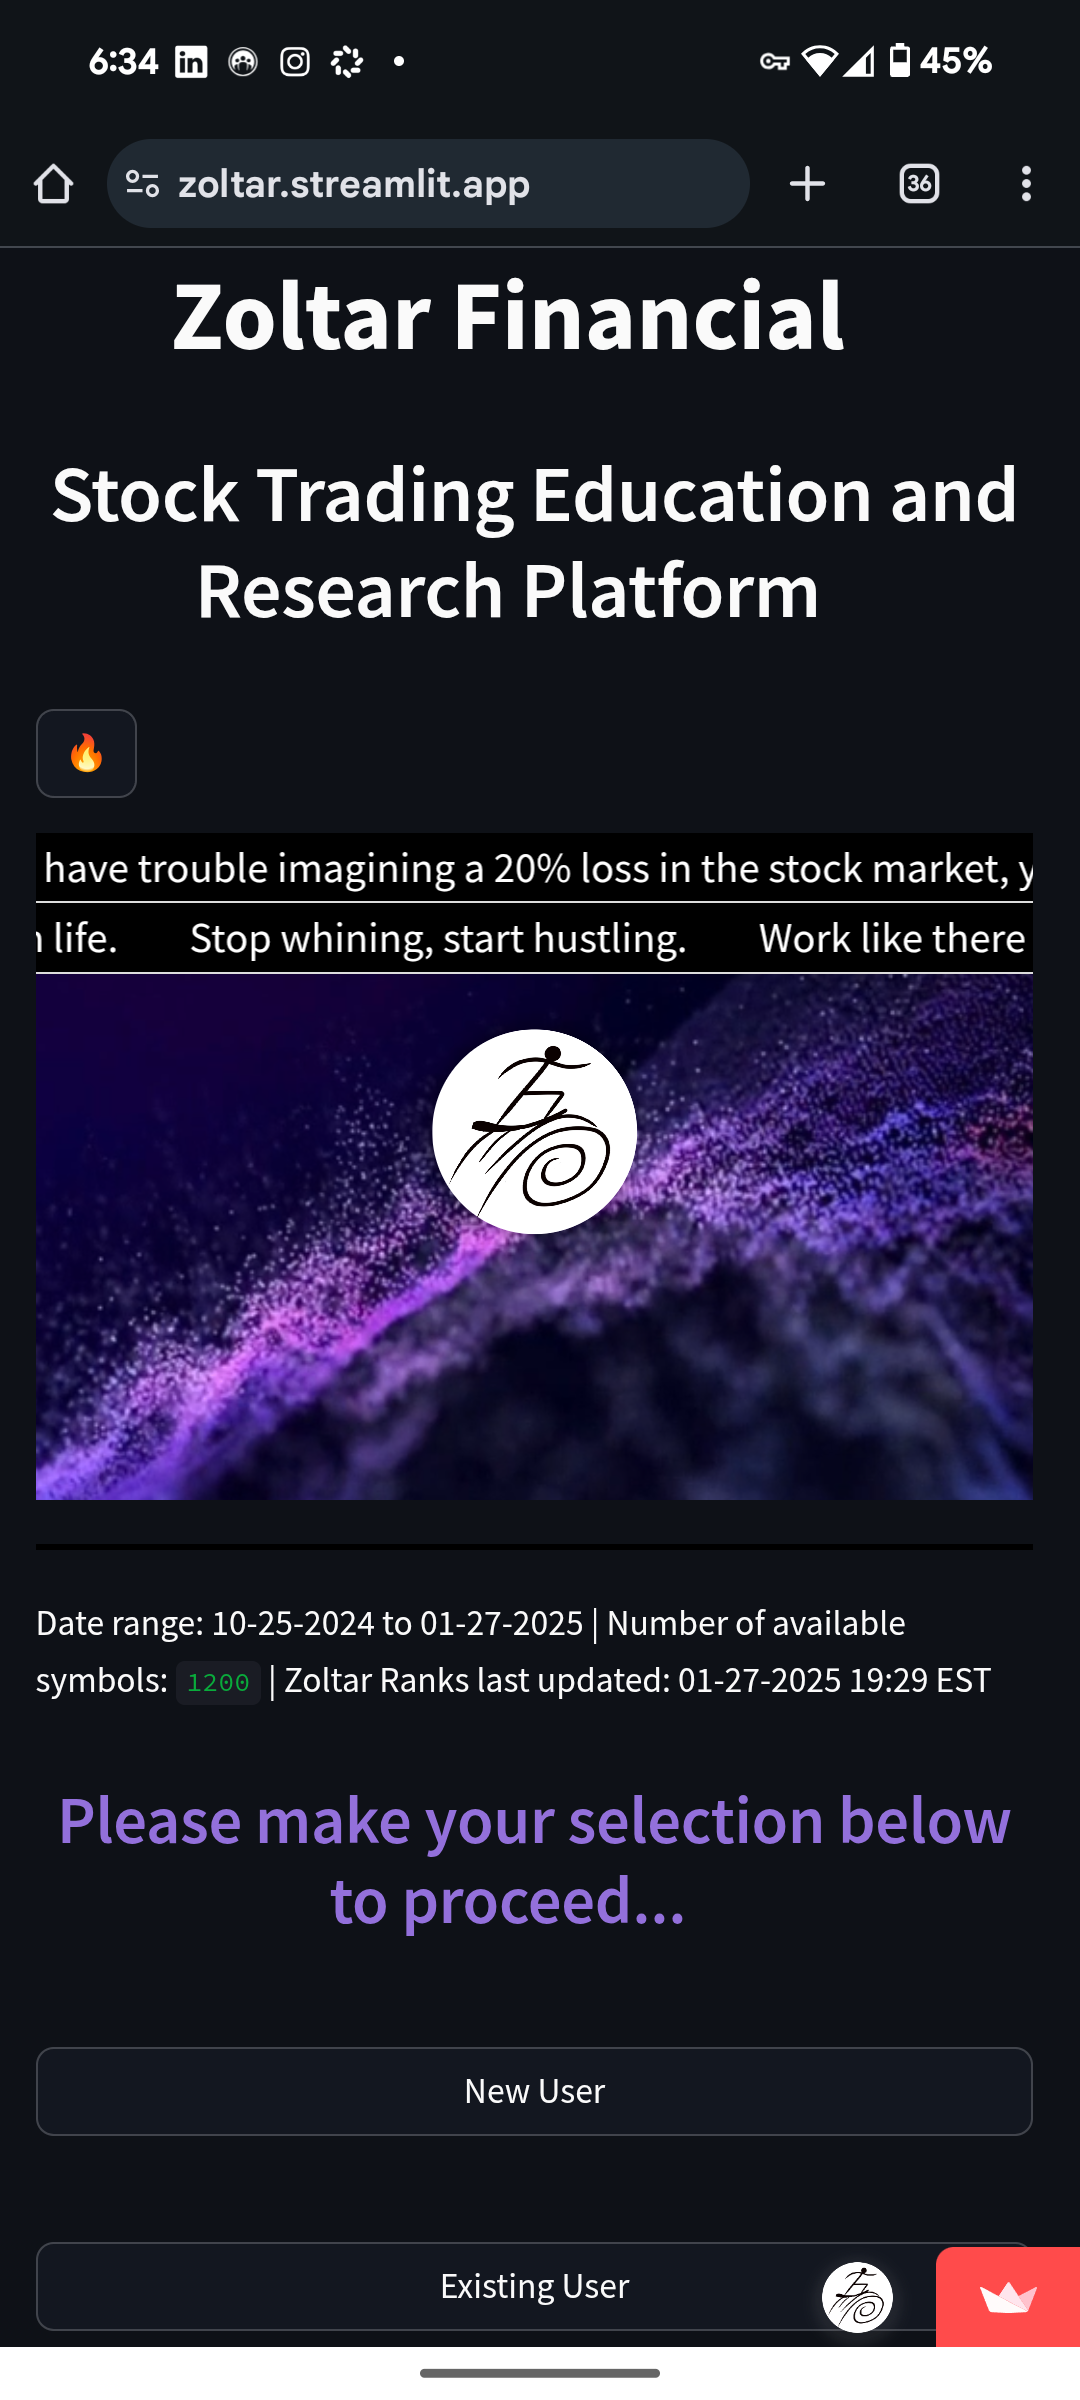 6:34
45%
zoltar.streamlit.app
36
Zoltar Financial
Stock Trading Education and
Research Platform
have trouble imagining a 20% loss in the stock market,
life. Stop whining, start hustling. Work like there
Date range: 10-25-2024 to 01-27-2025 | Number of available
symbols: 1200 | Zoltar Ranks last updated: 01-27-2025 19:29 EST
Please make your selection below
to proceed...
New User
Existing User